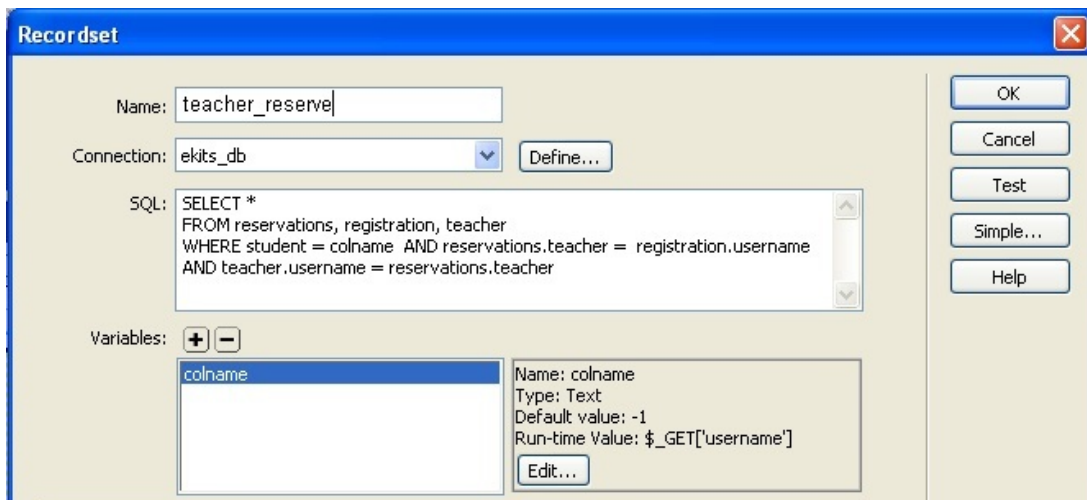 Recordset
Name: teacher_reserve
OK
Connection: ekits_db Define...
Cancel
SQL: SELECT *
FROM reservations, registration, teacher
WHERE student = colname AND reservations.teacher = registration.username
AND teacher.username = reservations.teacher
Test
Simple...
Help
Variables:
colname
Name: colname
Type: Text
Default value: -1
Run-time Value: $_GET['username']
Edit...